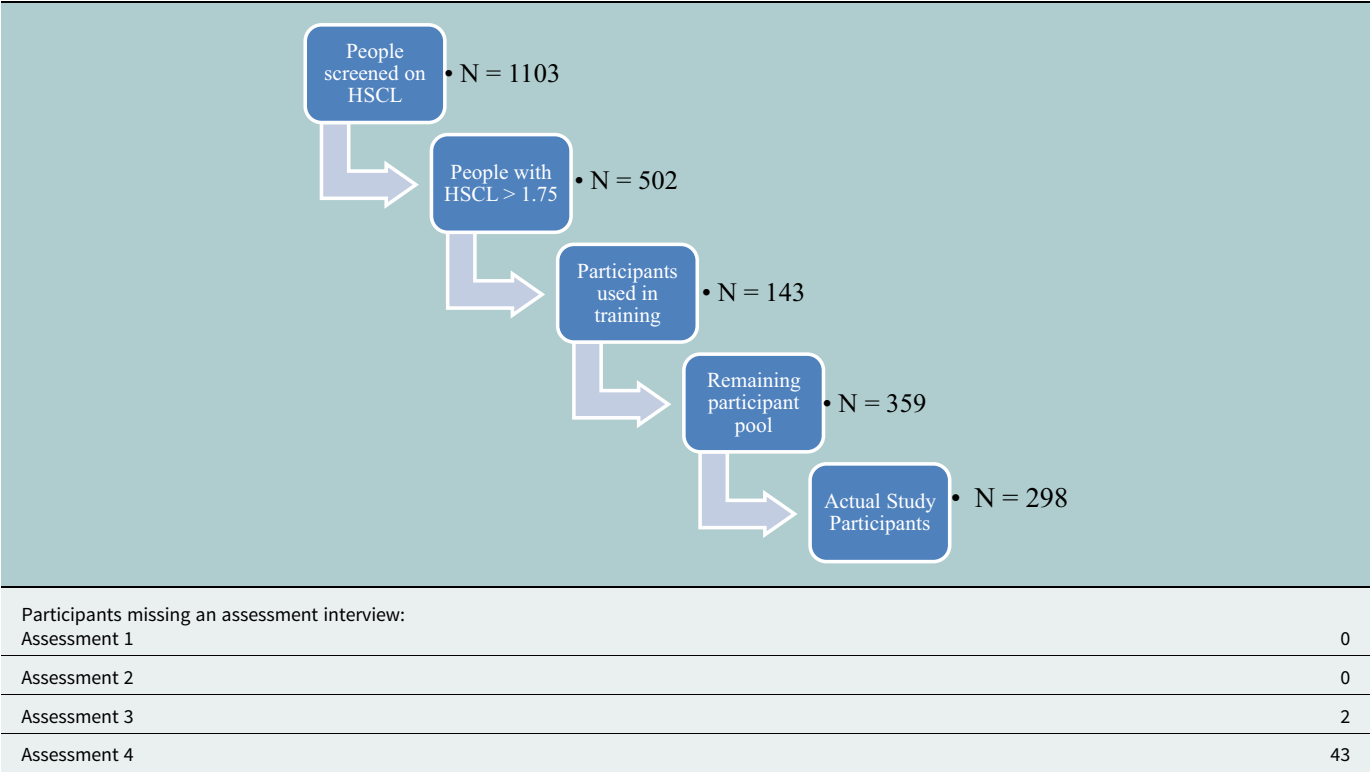 People
screened on
HSCL
• N = 1103
People with
HSCL > 1.75
• N = 502
Participants
used in
training
• N = 143
Remaining
participant
pool
• N = 359
Actual Study
Participants
• N = 298
Participants missing an assessment interview:
Assessment 1 0
Assessment 2 0
Assessment 3 2
Assessment 4 43